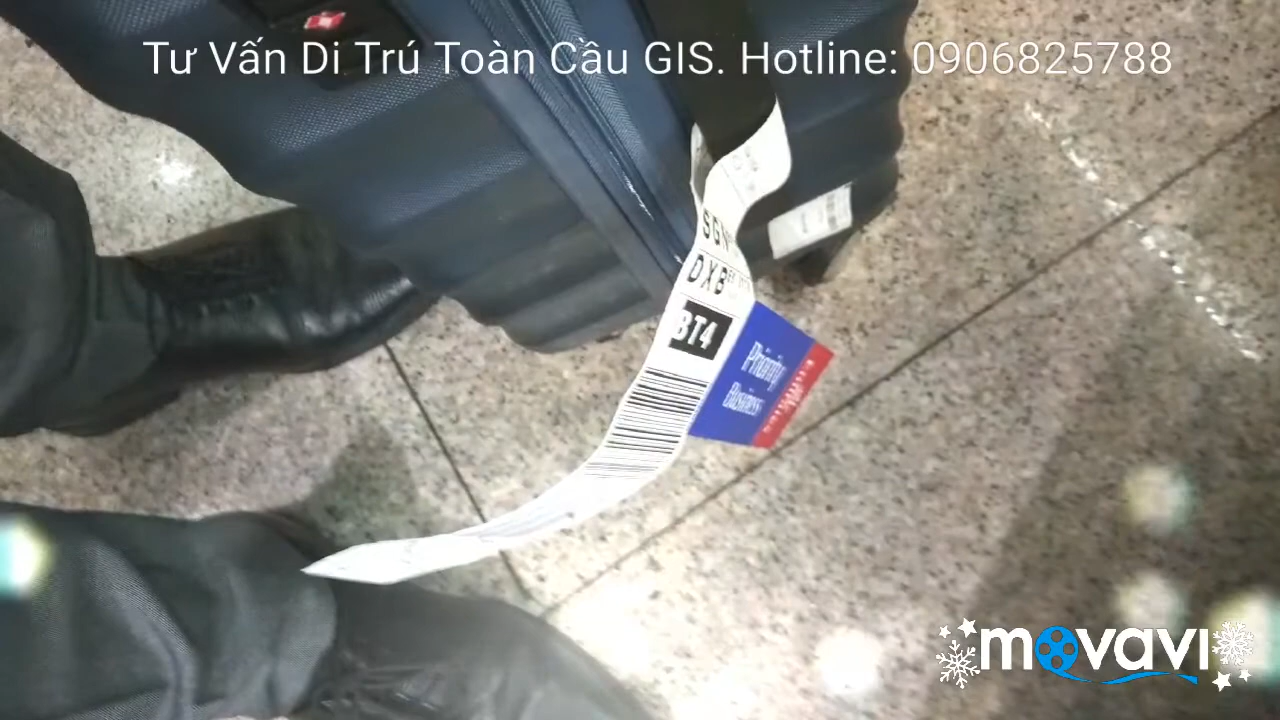 Tư Vấn Di Trú Toàn Cầu GIS. Hotline: 0906825788
SGN
DXB
BT4
Priority
Business
movavi